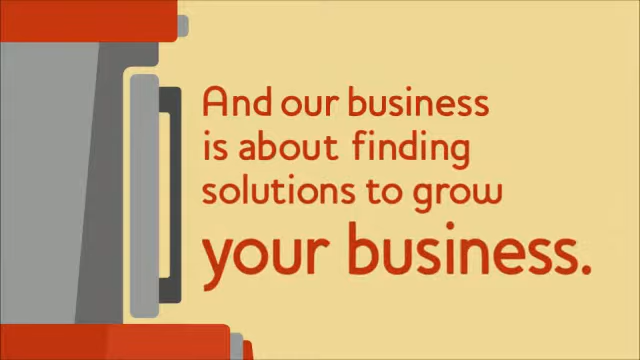 And our business
is about finding
solutions to grow
your business.